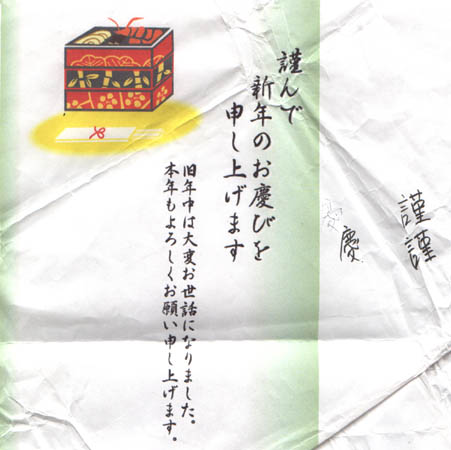 謹謹
慶
謹んで
新年のお慶びを
申し上げます
旧年中は大変お世話になりました。
本年もよろしくお願い申し上げます。